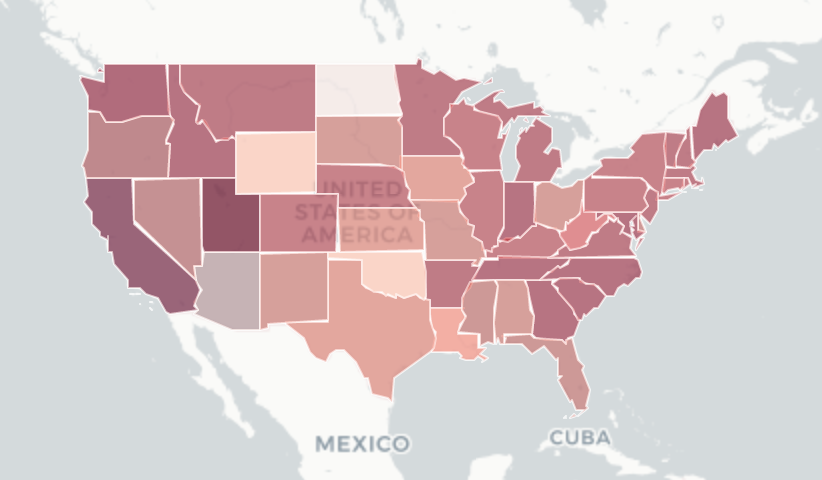 UNITED
STATES OF
AMERICA
MEXICO
CUBA